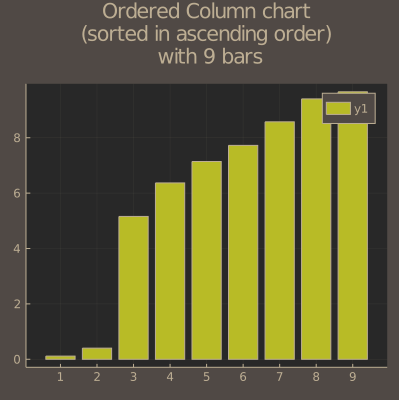 Ordered Column chart
(sorted in ascending order)
with 9 bars
y1
8
6
4
2
0
1 2 3 4 5 6 7 8 9